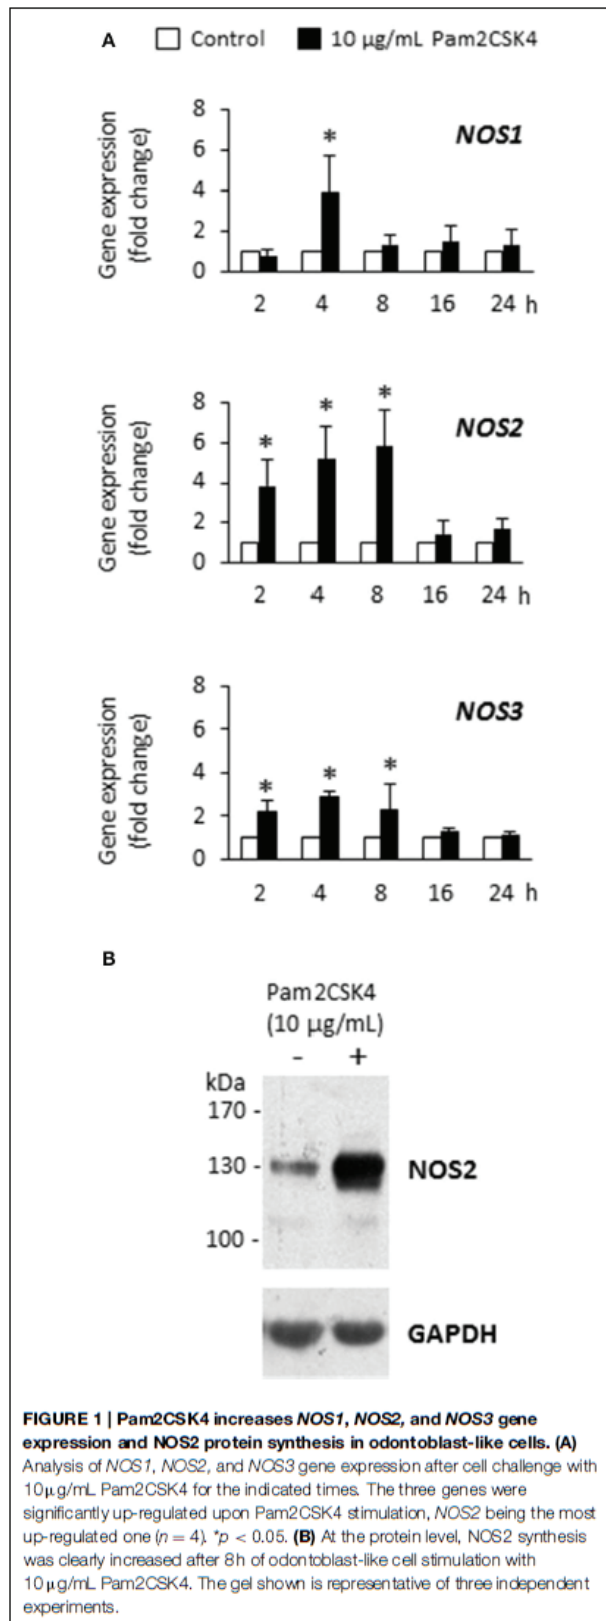 A
Control
10 µg/mL Pam2CSK4
Gene expression
(fold change)
8
6
4
2
0
*
NOS1
2 4 8 16 24 h
Gene expression
(fold change)
8
6
4
2
0
* * *
NOS2
2 4 8 16 24 h
Gene expression
(fold change)
8
6
4
2
0
* * *
NOS3
2 4 8 16 24 h
B
Pam2CSK4
(10 µg/mL)
- +
kDa
170 -
130 -
NOS2
100 -
GAPDH
FIGURE 1 | Pam2CSK4 increases NOS1, NOS2, and NOS3 gene
expression and NOS2 protein synthesis in odontoblast-like cells. (A)
Analysis of NOS1, NOS2, and NOS3 gene expression after cell challenge with
10 µg/mL Pam2CSK4 for the indicated times. The three genes were
significantly up-regulated upon Pam2CSK4 stimulation, NOS2 being the most
up-regulated one (n = 4). *p < 0.05. (B) At the protein level, NOS2 synthesis
was clearly increased after 8h of odontoblast-like cell stimulation with
10 µg/mL Pam2CSK4. The gel shown is representative of three independent
experiments.